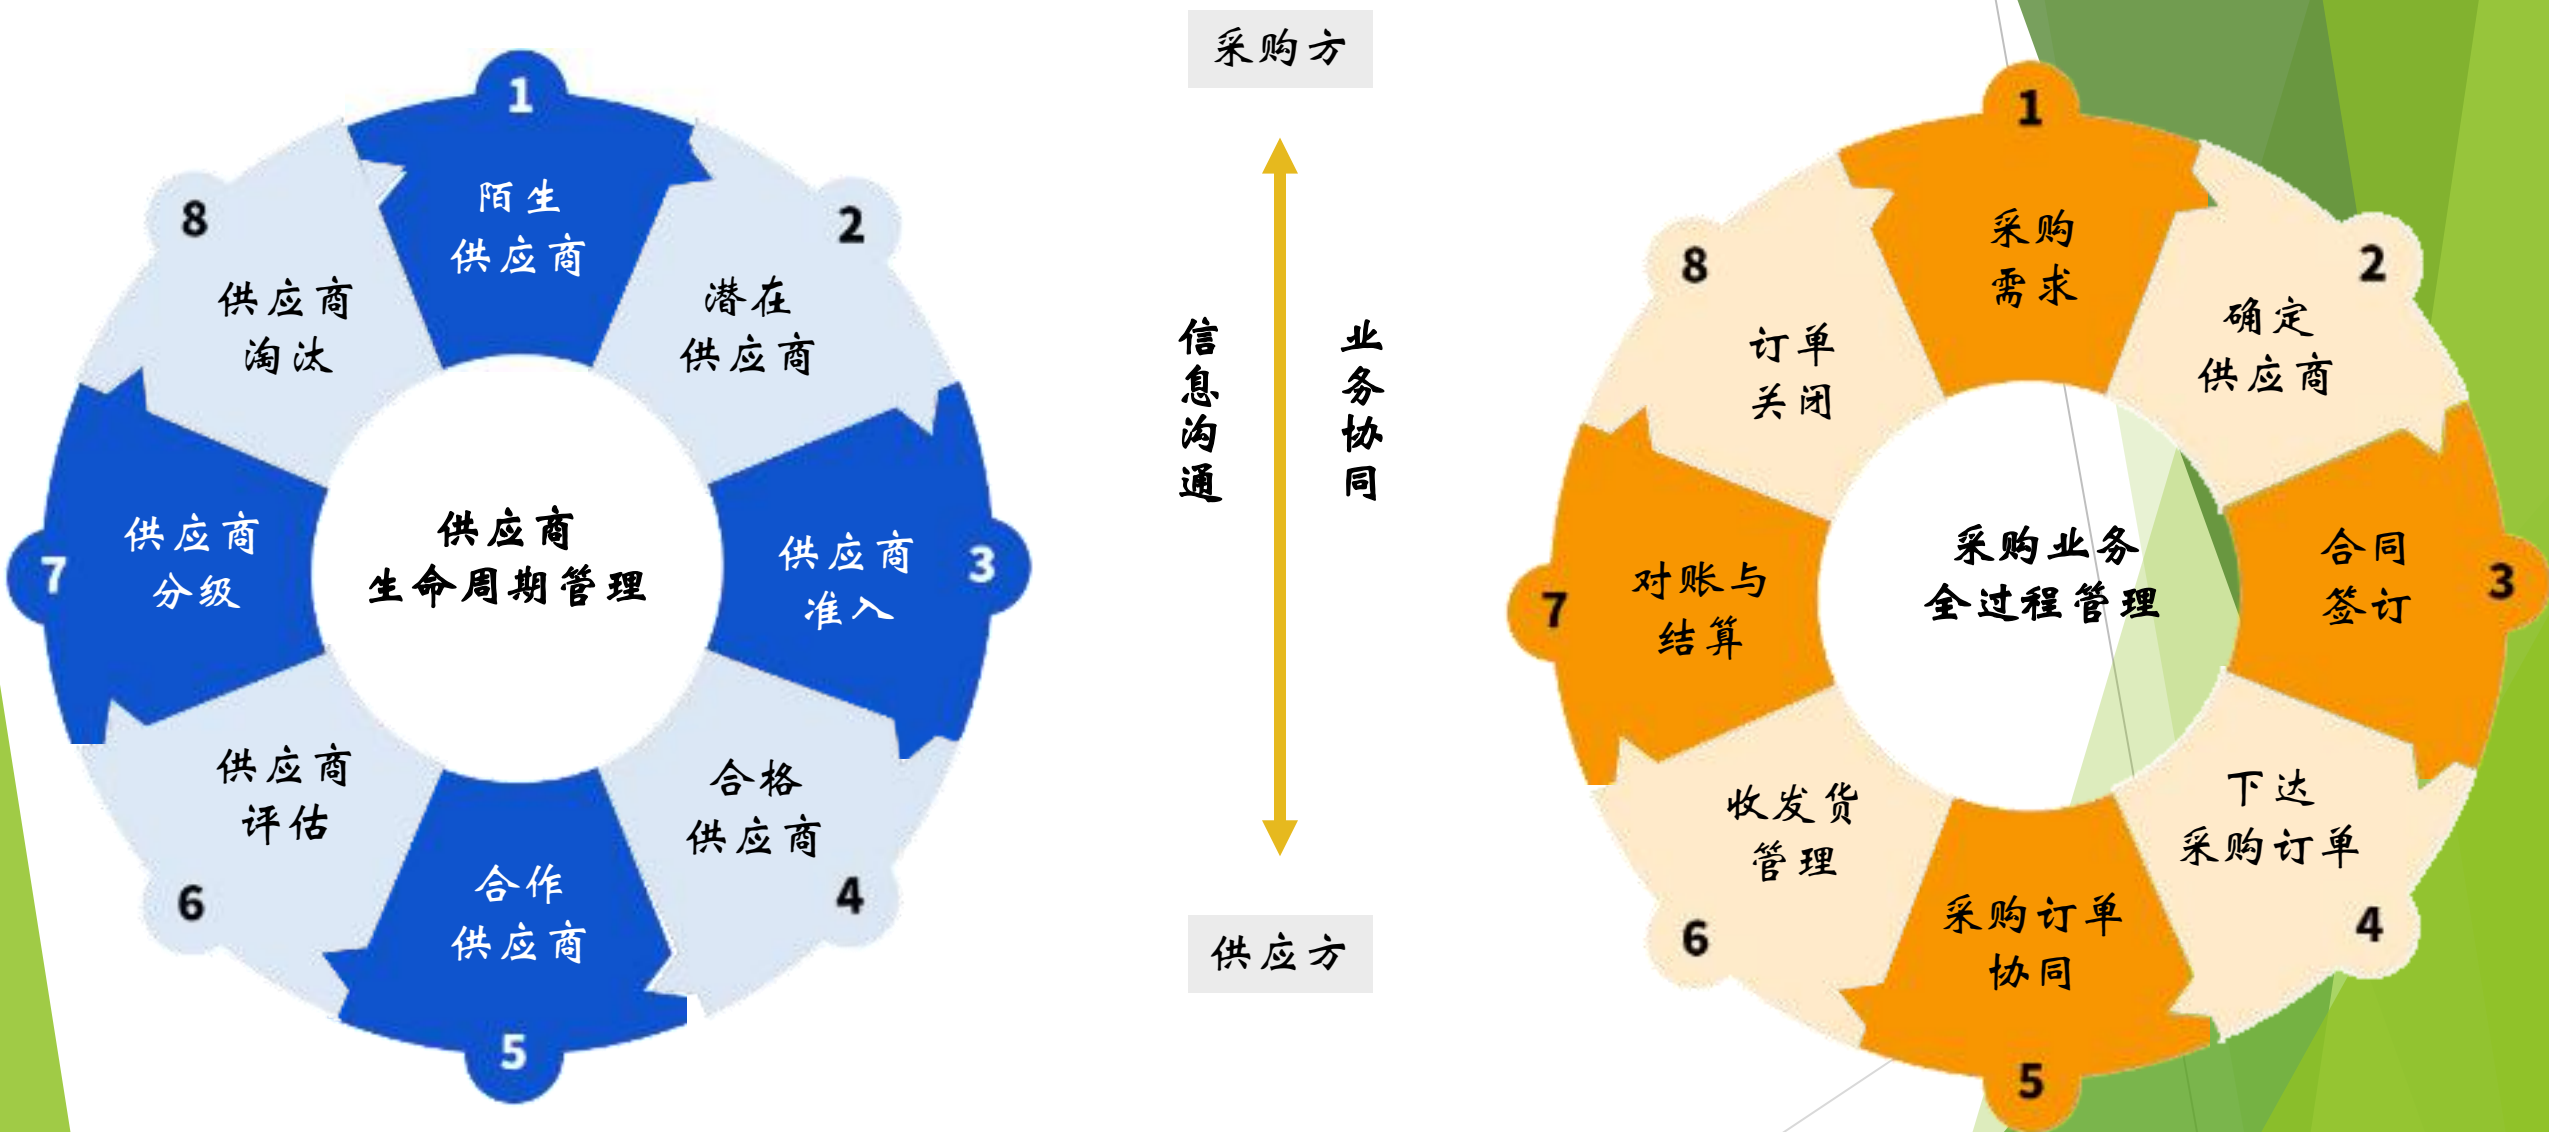 1
陌生
供应商
2
潜在
供应商
3
供应商
准入
4
合格
供应商
5
合作
供应商
6
供应商
评估
7
供应商
分级
8
供应商
淘汰
供应商
生命周期管理
采购方
信息沟通
业务协同
供应方
1
采购
需求
2
确定
供应商
3
合同
签订
4
下达
采购订单
5
采购订单
协同
6
收发货
管理
7
对账与
结算
8
订单
关闭
采购业务
全过程管理